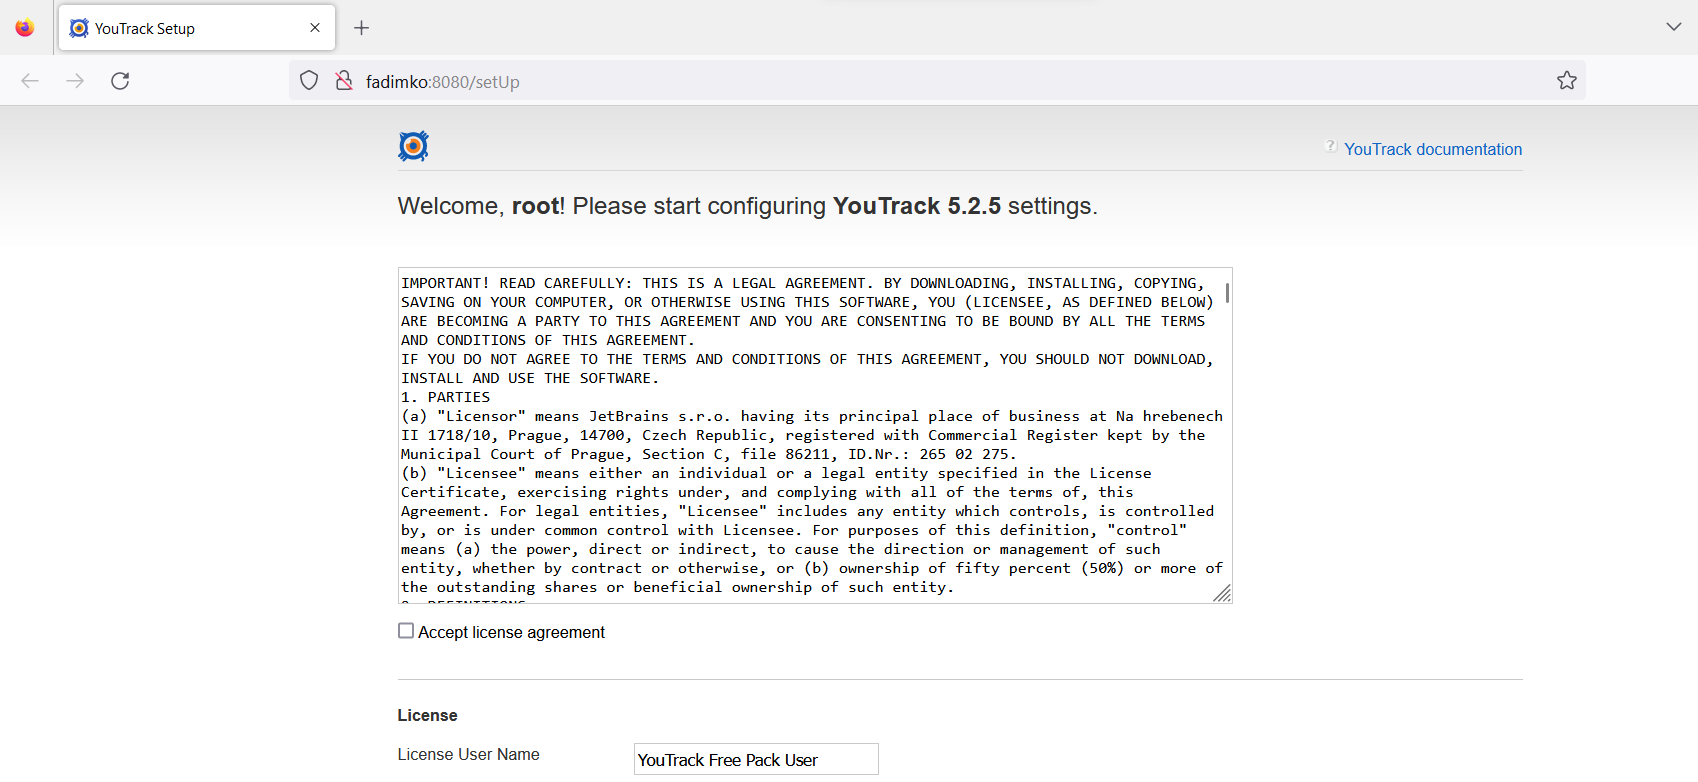 YouTrack Setup
fadimko:8080/setUp
? YouTrack documentation
Welcome, root! Please start configuring YouTrack 5.2.5 settings.
IMPORTANT! READ CAREFULLY: THIS IS A LEGAL AGREEMENT. BY DOWNLOADING, INSTALLING, COPYING,
SAVING ON YOUR COMPUTER, OR OTHERWISE USING THIS SOFTWARE, YOU (LICENSEE, AS DEFINED BELOW)
ARE BECOMING A PARTY TO THIS AGREEMENT AND YOU ARE CONSENTING TO BE BOUND BY ALL THE TERMS
AND CONDITIONS OF THIS AGREEMENT.
IF YOU DO NOT AGREE TO THE TERMS AND CONDITIONS OF THIS AGREEMENT, YOU SHOULD NOT DOWNLOAD,
INSTALL AND USE THE SOFTWARE.
1. PARTIES
(a) "Licensor" means JetBrains s.r.o. having its principal place of business at Na hrebenech
II 1718/10, Prague, 14700, Czech Republic, registered with Commercial Register kept by the
Municipal Court of Prague, Section C, file 86211, ID.Nr.: 265 02 275.
(b) "Licensee" means either an individual or a legal entity specified in the License
Certificate, exercising rights under, and complying with all of the terms of, this
Agreement. For legal entities, "Licensee" includes any entity which controls, is controlled
by, or is under common control with Licensee. For purposes of this definition, "control"
means (a) the power, direct or indirect, to cause the direction or management of such
entity, whether by contract or otherwise, or (b) ownership of fifty percent (50%) or more of
the outstanding shares or beneficial ownership of such entity.
Accept license agreement
License
License User Name
YouTrack Free Pack User